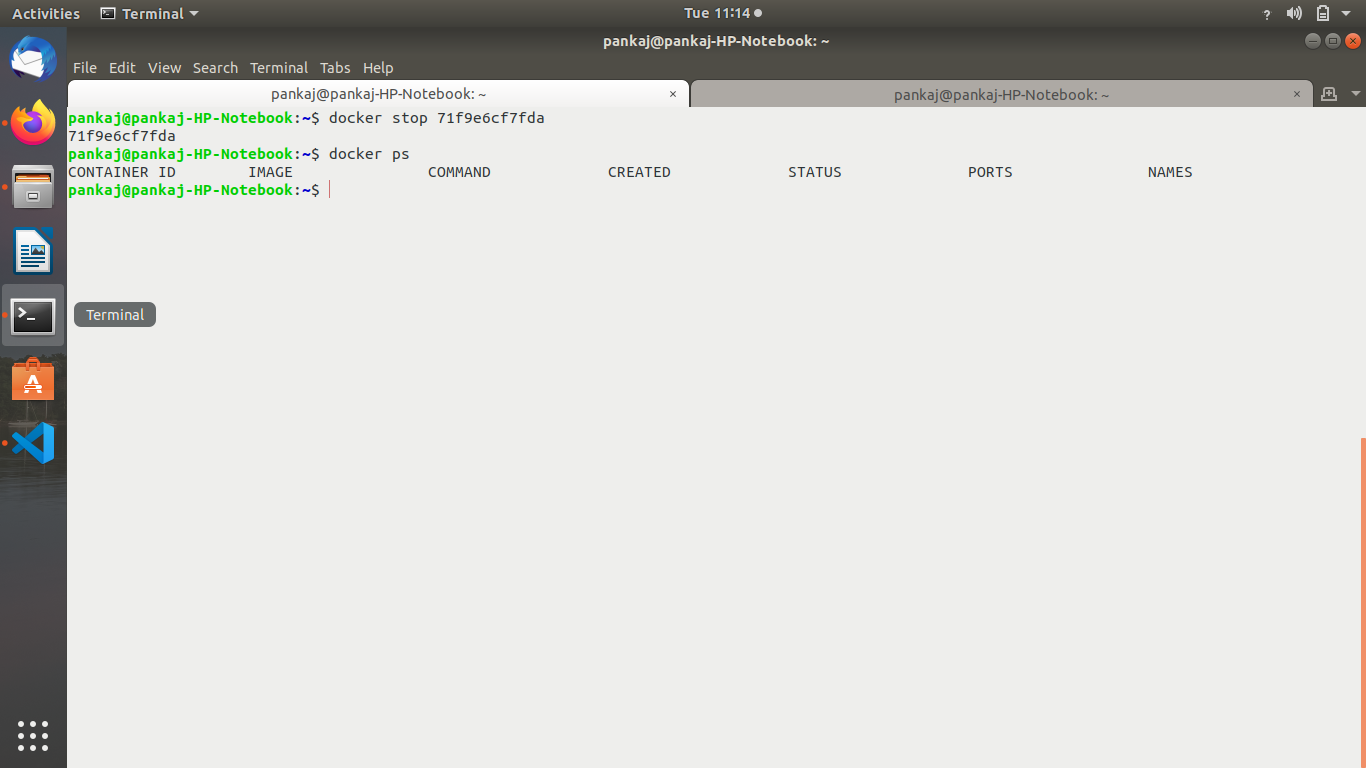 Activities Terminal Tue 11:14 ?
pankaj@pankaj-HP-Notebook: ~
File Edit View Search Terminal Tabs Help
pankaj@pankaj-HP-Notebook: ~ × pankaj@pankaj-HP-Notebook: ~ ×
pankaj@pankaj-HP-Notebook:~$ docker stop 71f9e6cf7fda
71f9e6cf7fda
pankaj@pankaj-HP-Notebook:~$ docker ps
CONTAINER ID IMAGE COMMAND CREATED STATUS PORTS NAMES
pankaj@pankaj-HP-Notebook:~$
Terminal